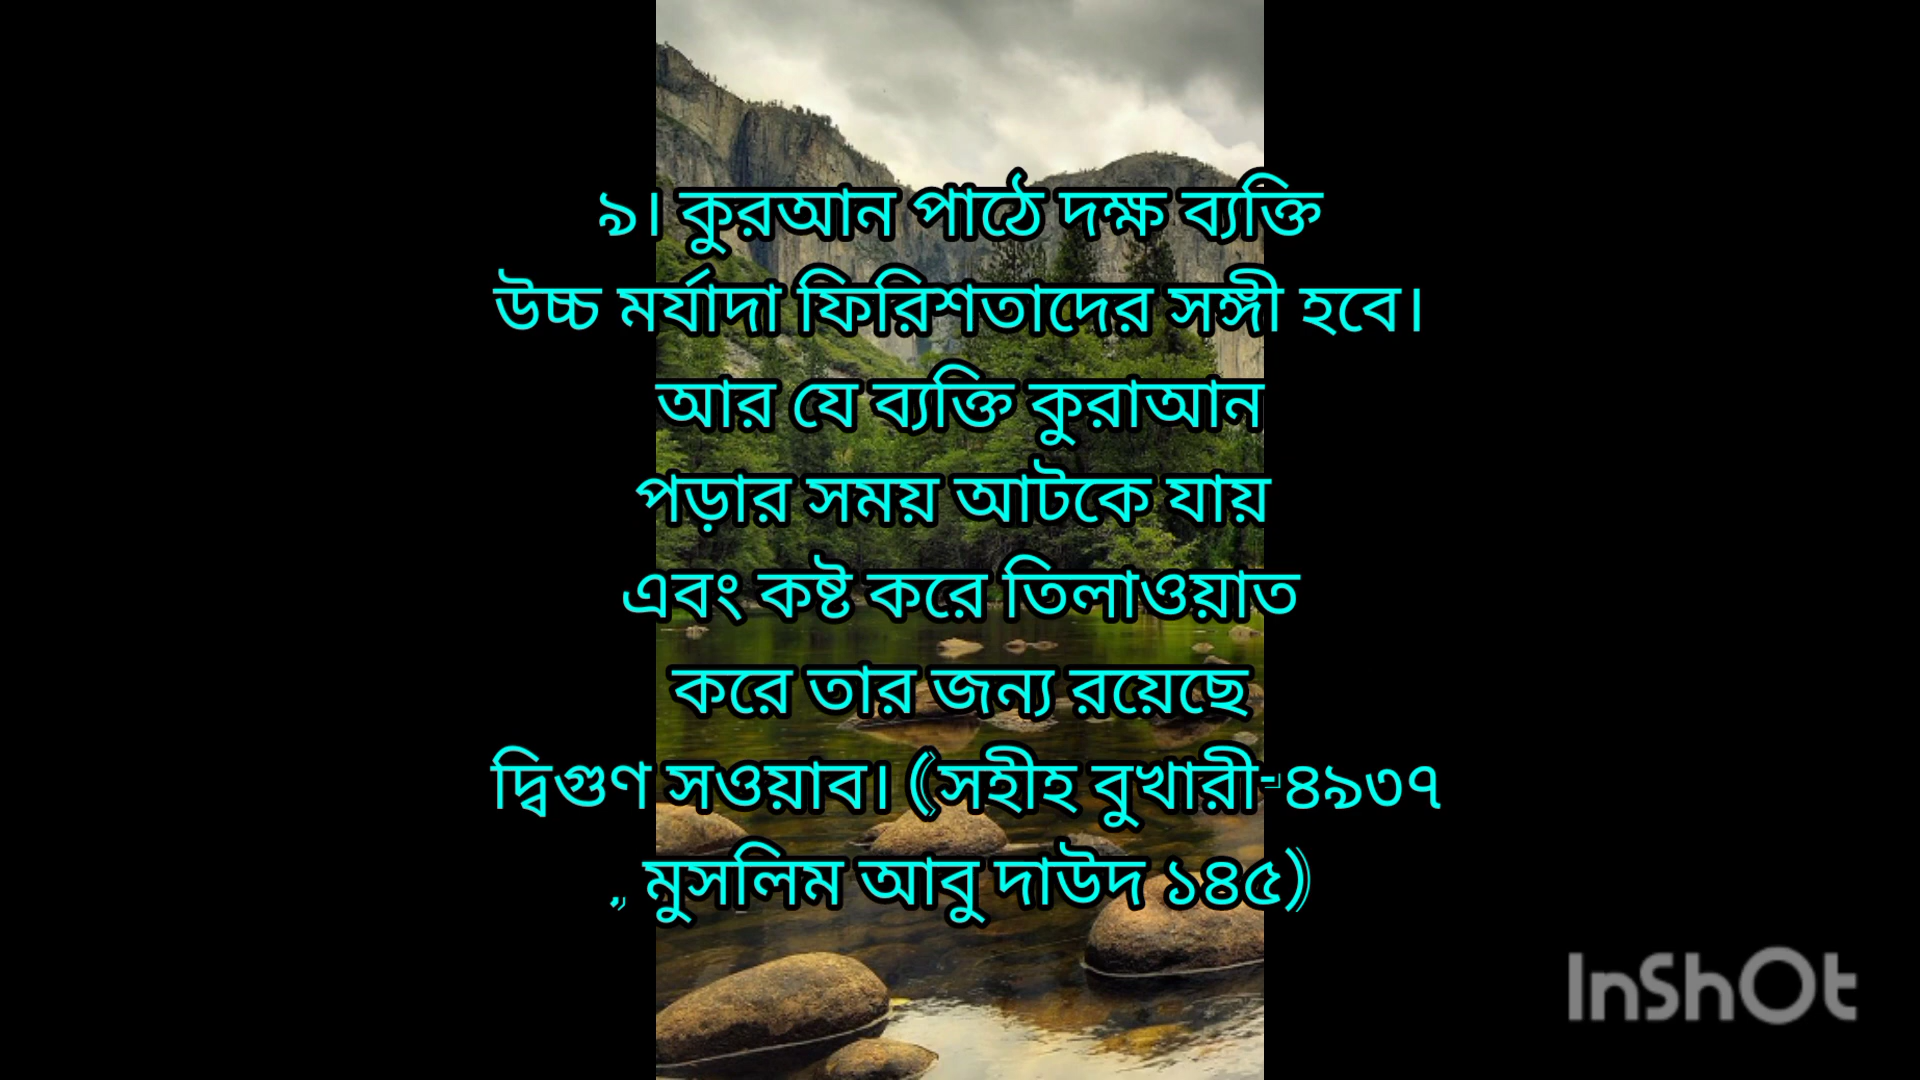 ৯। কুরআন পাঠে দক্ষ ব্যক্তি
উচ্চ মর্যাদা ফিরিশতাদের সঙ্গী হবে।
আর যে ব্যক্তি কুরাআন
পড়ার সময় আটকে যায়
এবং কষ্ট করে তিলাওয়াত
করে তার জন্য রয়েছে
দ্বিগুণ সওয়াব। (সহীহ বুখারী-৪৯৩৭
,, মুসলিম আবু দাউদ ১৪৫)
InShOt